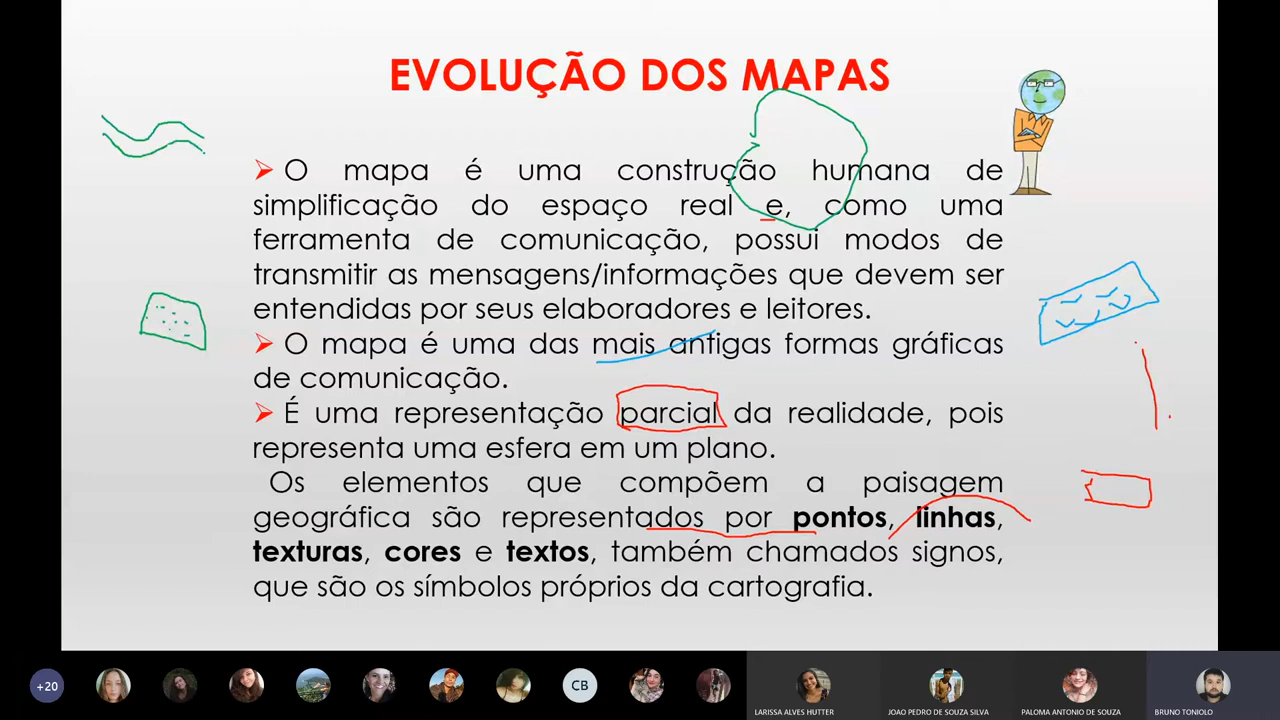 EVOLUÇÃO DOS MAPAS
O mapa é uma construção humana de
simplificação do espaço real e, como uma
ferramenta de comunicação, possui modos de
transmitir as mensagens/informações que devem ser
entendidas por seus elaboradores e leitores.
O mapa é uma das mais antigas formas gráficas
de comunicação.
É uma representação parcial da realidade, pois
representa uma esfera em um plano.
Os elementos que compõem a paisagem
geográfica são representados por pontos, linhas,
texturas, cores e textos, também chamados signos,
que são os símbolos próprios da cartografia.
+20
CB
LARISSA ALVES HUTTER
JOAO PEDRO DE SOUZA SILVA
PALOMA ANTONIO DE SOUZA
BRUNO TONIOLO